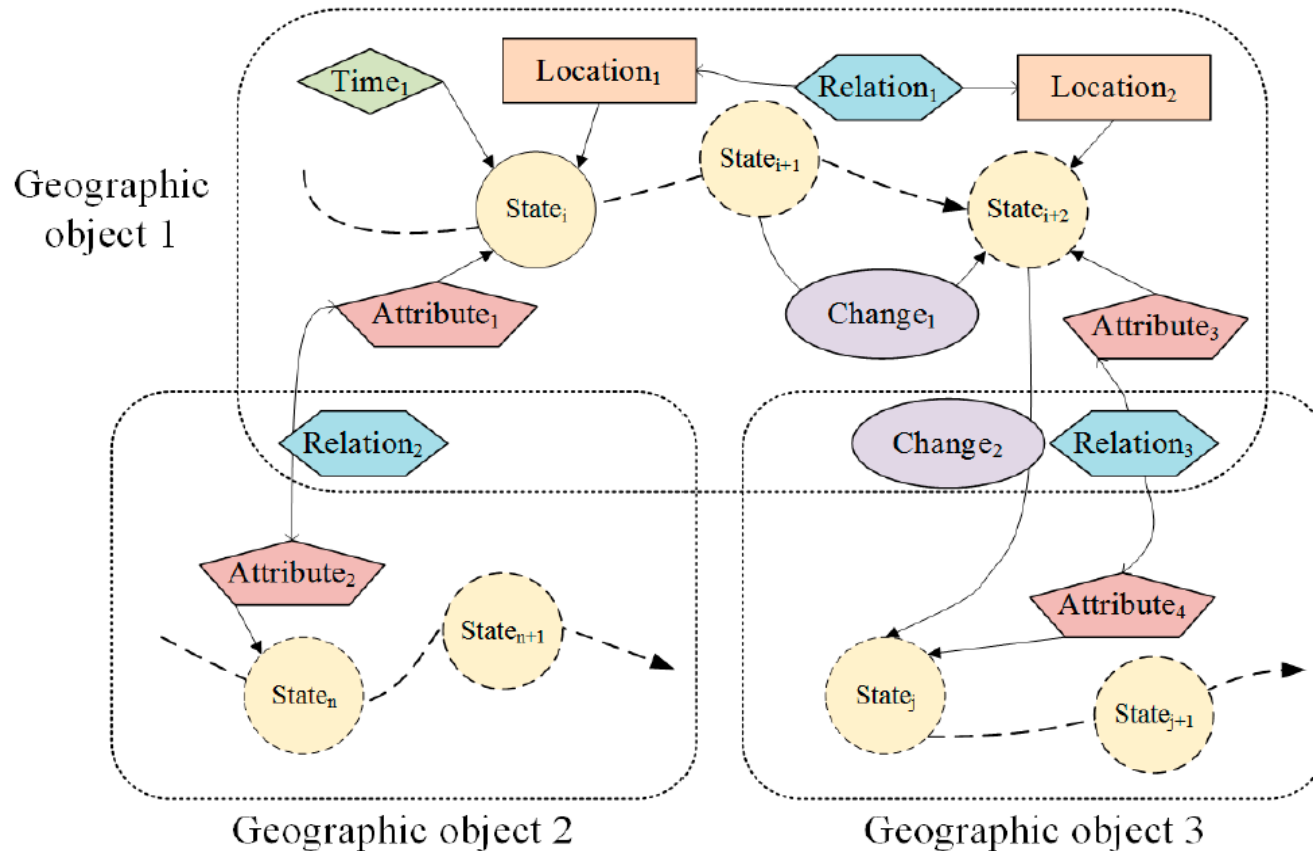 Time₁
Location₁
Relation₁
Location₂
Stateᵢ
Stateᵢ₊₁
Stateᵢ₊₂
Geographic
object 1
Attribute₁
Change₁
Attribute₃
Relation₂
Change₂
Relation₃
Attribute₂
Attribute₄
Stateₙ
Stateₙ₊₁
Stateⱼ
Stateⱼ₊₁
Geographic object 2
Geographic object 3